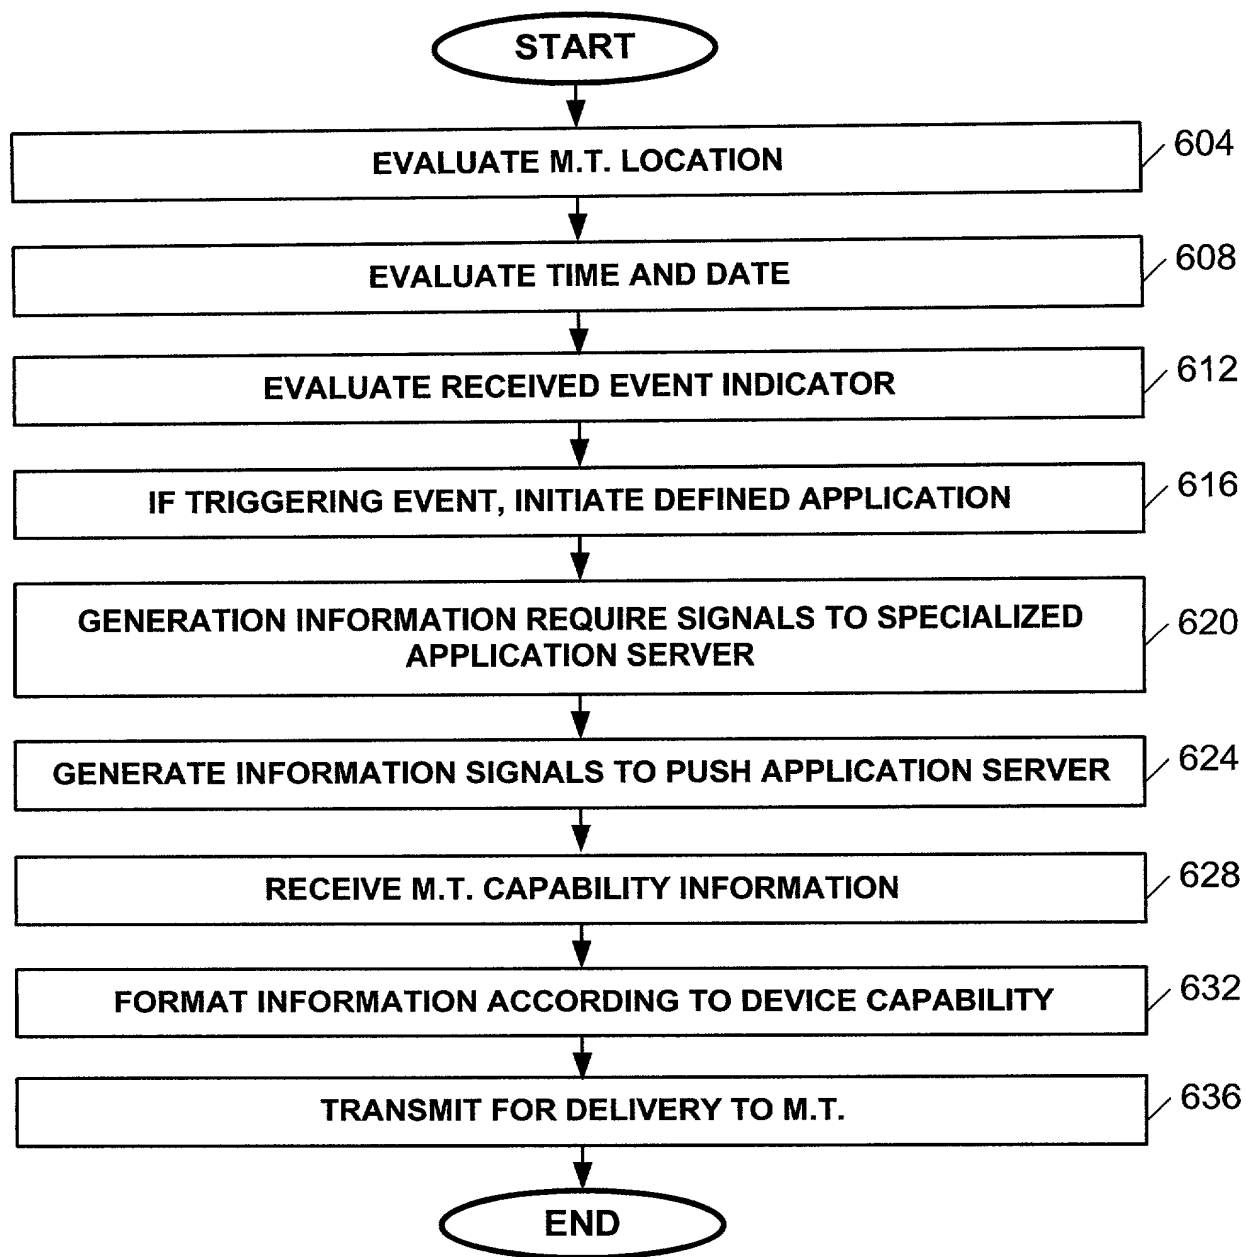 START
EVALUATE M.T. LOCATION
604
EVALUATE TIME AND DATE
608
EVALUATE RECEIVED EVENT INDICATOR
612
IF TRIGGERING EVENT, INITIATE DEFINED APPLICATION
616
GENERATION INFORMATION REQUIRE SIGNALS TO SPECIALIZED
APPLICATION SERVER
620
GENERATE INFORMATION SIGNALS TO PUSH APPLICATION SERVER
624
RECEIVE M.T. CAPABILITY INFORMATION
628
FORMAT INFORMATION ACCORDING TO DEVICE CAPABILITY
632
TRANSMIT FOR DELIVERY TO M.T.
636
END